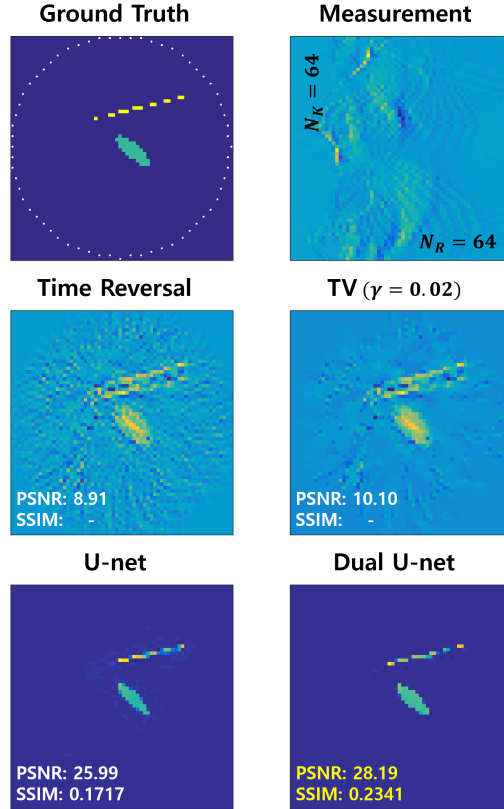 Ground Truth
Measurement
N_K = 64
N_R = 64
Time Reversal
TV (γ = 0.02)
PSNR: 8.91
SSIM: -
PSNR: 10.10
SSIM: -
U-net
Dual U-net
PSNR: 25.99
SSIM: 0.1717
PSNR: 28.19
SSIM: 0.2341